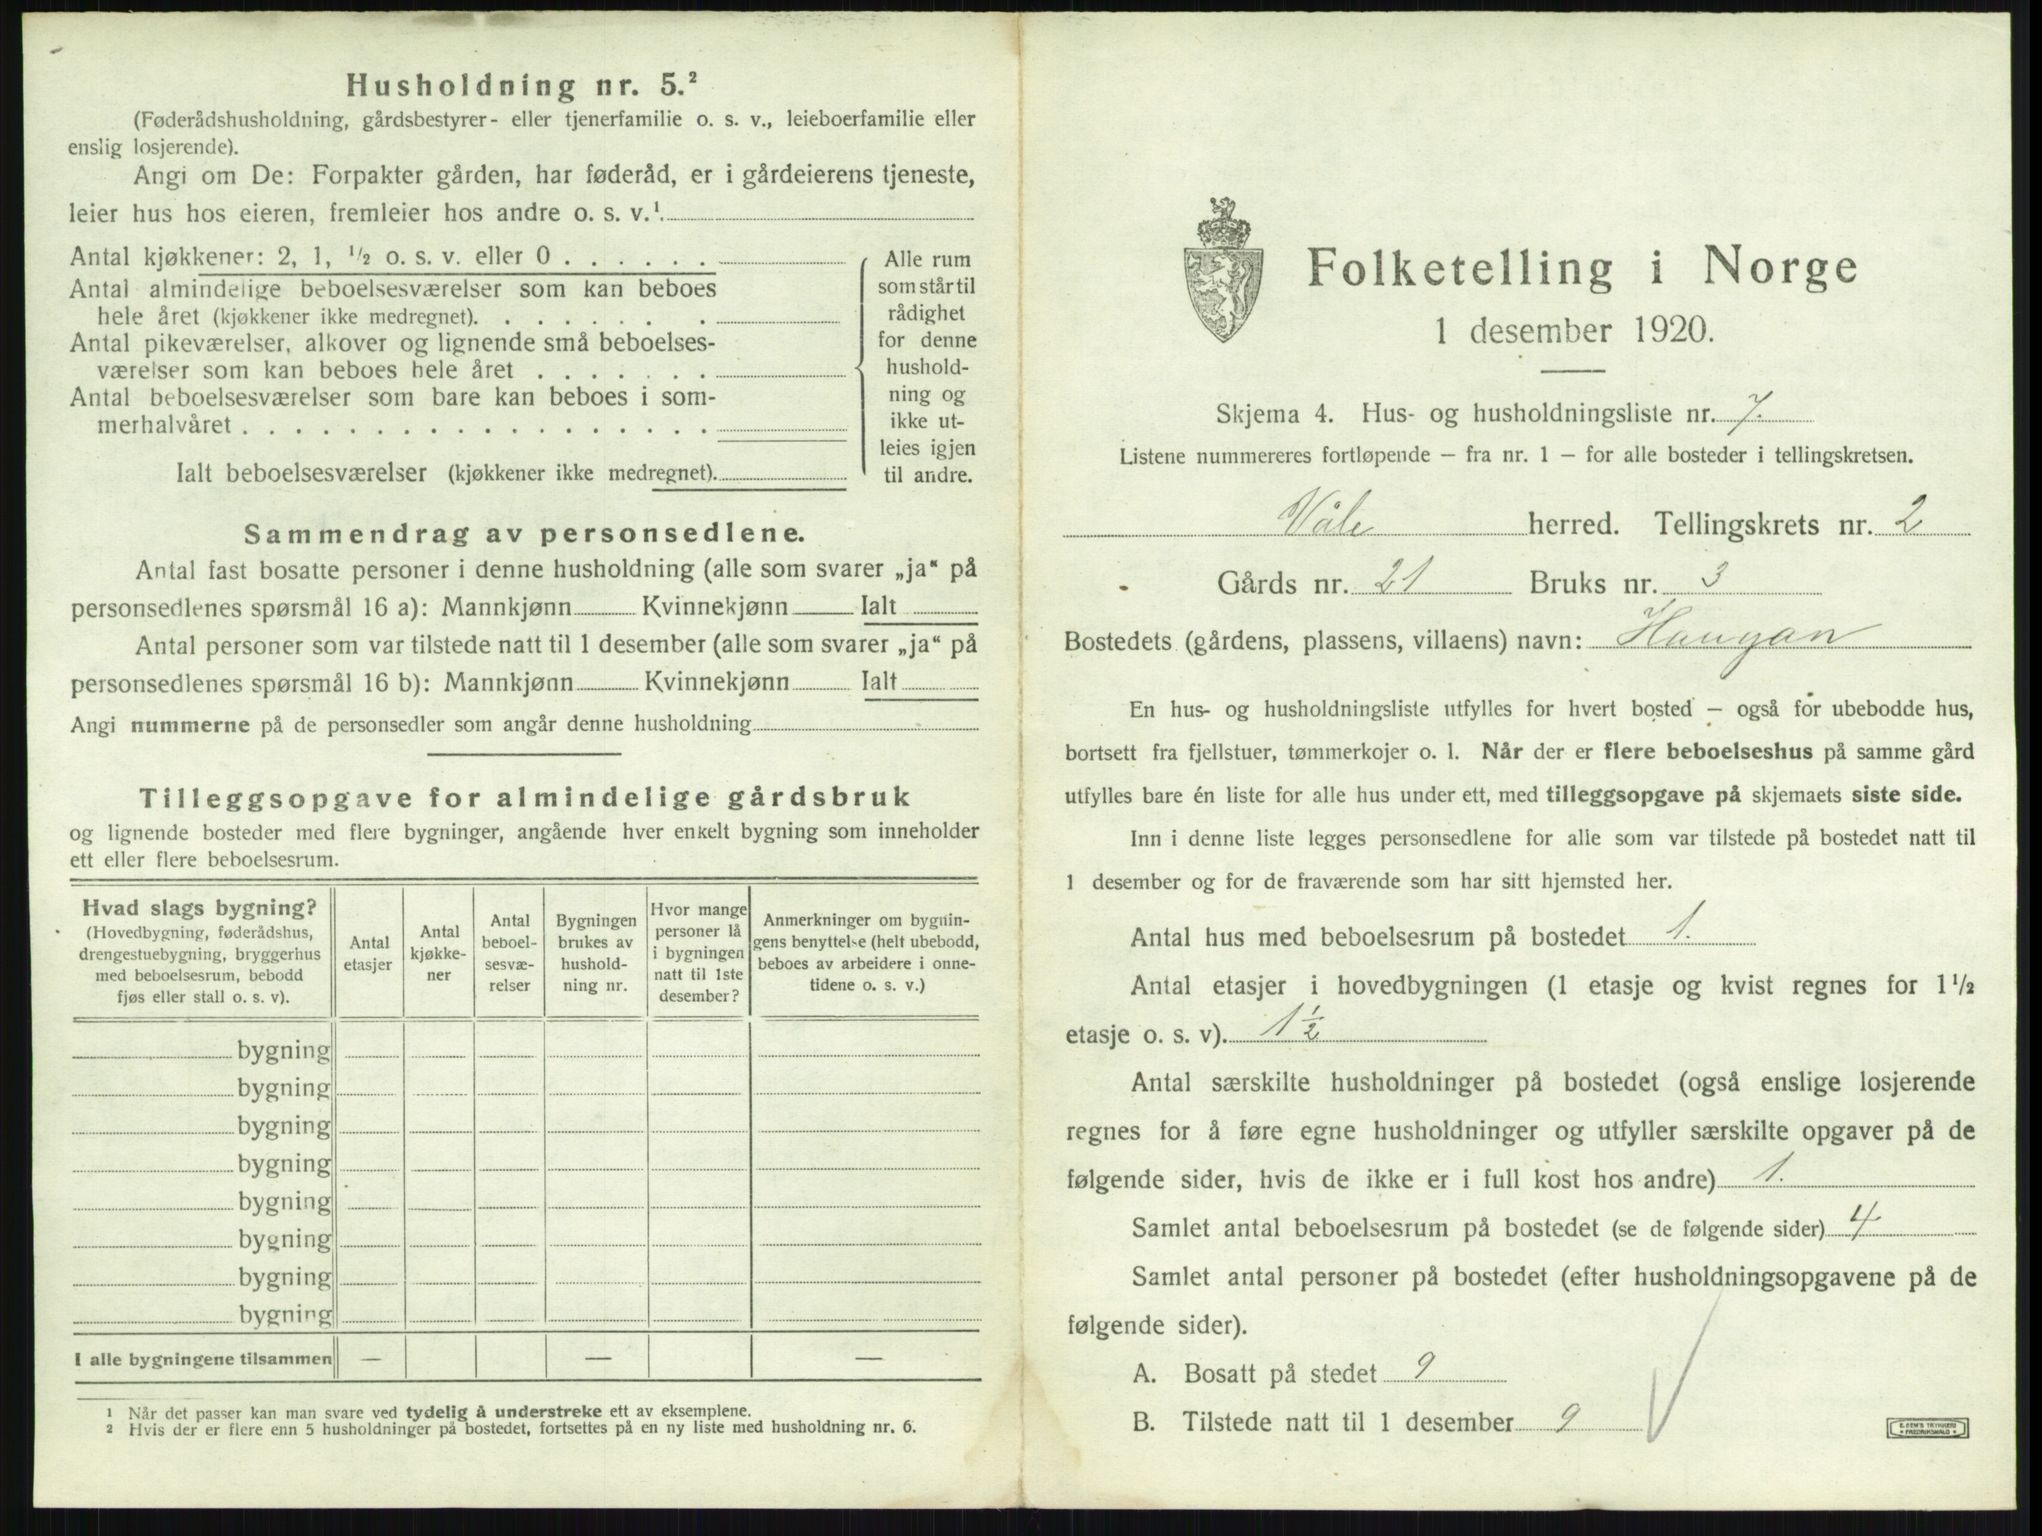 Husholdning nr. 5.²
(Føderådshusholdning, gårdsbestyrer- eller tjenerfamilie o. s. v., leieboerfamilie eller
enslig losjerende).
Angi om De: Forpakter gården, har føderåd, er i gårdeierens tjeneste,
leier hus hos eieren, fremleier hos andre o. s. v.¹
Antal kjøkkener: 2, 1, ½ o. s. v. eller 0 . . . . . .
Antal almindelige beboelsesværelser som kan beboes
hele året (kjøkkener ikke medregnet). . . . . . . .
Antal pikeværelser, alkover og lignende små beboelses-
værelser som kan beboes hele året . . . . . . .
Antal beboelsesværelser som bare kan beboes i som-
merhalvåret . . . . . . . . . . . . . . . . . .
Ialt beboelsesværelser (kjøkkener ikke medregnet).
Alle rum
som står til
rådighet
for denne
hushold-
ning og
ikke ut-
leies igjen
til andre.
Sammendrag av personsedlene.
Antal fast bosatte personer i denne husholdning (alle som svarer „ja“ på
personsedlenes spørsmål 16 a): Mannkjønn Kvinnekjønn Ialt
Antal personer som var tilstede natt til 1 desember (alle som svarer „ja“ på
personsedlenes spørsmål 16 b): Mannkjønn Kvinnekjønn Ialt
Angi nummerne på de personsedler som angår denne husholdning
Tilleggsopgave for almindelige gårdsbruk
og lignende bosteder med flere bygninger, angående hver enkelt bygning som inneholder
ett eller flere beboelsesrum.
Hvad slags bygning?
(Hovedbygning, føderådshus,
drengestuebygning, bryggerhus
med beboelsesrum, bebodd
fjøs eller stall o. s. v).
Antal
etasjer
Antal
kjøkke-
ner
Antal
beboel-
sesvæ-
relser
Bygningen
brukes av
hushold-
ning nr.
Hvor mange
personer lå
i bygningen
natt til 1ste
desember?
Anmerkninger om bygnin-
gens benyttelse (helt ubebodd,
beboes av arbeidere i onne-
tidene o. s. v.)
bygning
bygning
bygning
bygning
bygning
bygning
bygning
bygning
I alle bygningene tilsammen — — —
1 Når det passer kan man svare ved tydelig å understreke ett av eksemplene.
2 Hvis der er flere enn 5 husholdninger på bostedet, fortsettes på en ny liste med husholdning nr. 6.
Folketelling i Norge
1 desember 1920.
Skjema 4. Hus- og husholdningsliste nr. 7.
Listene nummereres fortløpende – fra nr. 1 – for alle bosteder i tellingskretsen.
Våle herred. Tellingskrets nr. 2
Gårds nr. 21 Bruks nr. 3
Bostedets (gårdens, plassens, villaens) navn: Haugan
En hus- og husholdningsliste utfylles for hvert bosted – også for ubebodde hus,
bortsett fra fjellstuer, tømmerkojer o. l. Når der er flere beboelseshus på samme gård
utfylles bare én liste for alle hus under ett, med tilleggsopgave på skjemaets siste side.
Inn i denne liste legges personsedlene for alle som var tilstede på bostedet natt til
1 desember og for de fraværende som har sitt hjemsted her.
Antal hus med beboelsesrum på bostedet 1.
Antal etasjer i hovedbygningen (1 etasje og kvist regnes for 1½
etasje o. s. v). 1½
Antal særskilte husholdninger på bostedet (også enslige losjerende
regnes for å føre egne husholdninger og utfyller særskilte opgaver på de
følgende sider, hvis de ikke er i full kost hos andre) 1.
Samlet antal beboelsesrum på bostedet (se de følgende sider) 4
Samlet antal personer på bostedet (efter husholdningsopgavene på de
følgende sider).
A. Bosatt på stedet 9
B. Tilstede natt til 1 desember 9
TRYKKERI
FREDRIKSHALD